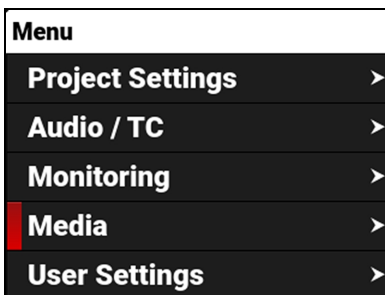 Menu
Project Settings
Audio / TC
Monitoring
Media
User Settings